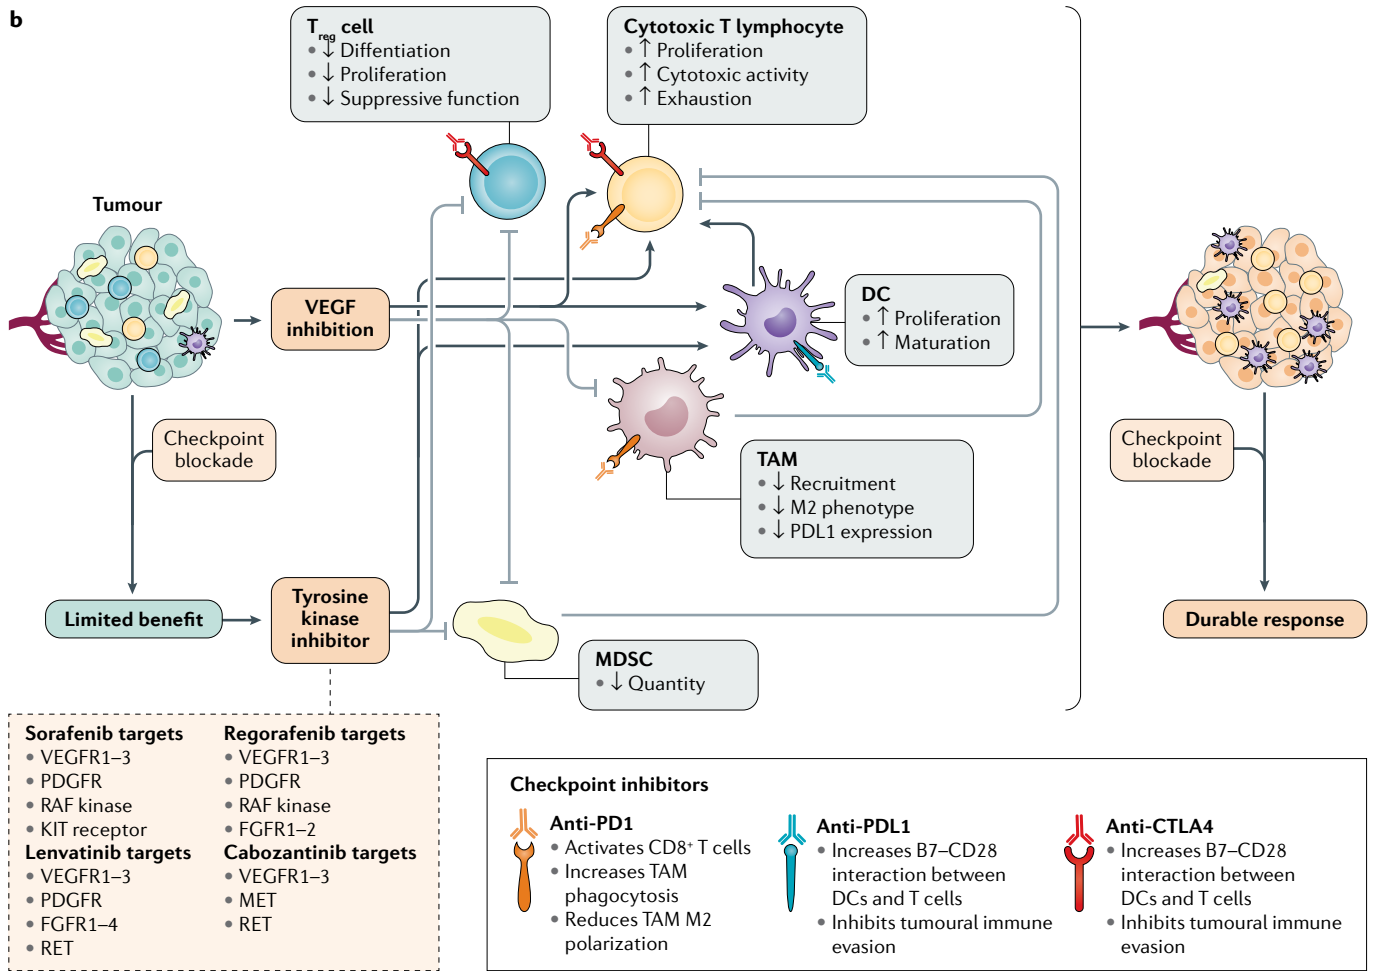 b
T reg cell
• ↓ Diffentiation
• ↓ Proliferation
• ↓ Suppressive function
Cytotoxic T lymphocyte
• ↑ Proliferation
• ↑ Cytotoxic activity
• ↑ Exhaustion
Tumour
VEGF
inhibition
DC
• ↑ Proliferation
• ↑ Maturation
Checkpoint
blockade
TAM
• ↓ Recruitment
• ↓ M2 phenotype
• ↓ PDL1 expression
Checkpoint
blockade
Limited benefit
Tyrosine
kinase
inhibitor
MDSC
• ↓ Quantity
Durable response
Sorafenib targets
• VEGFR1–3
• PDGFR
• RAF kinase
• KIT receptor
Regorafenib targets
• VEGFR1–3
• PDGFR
• RAF kinase
• FGFR1–2
Lenvatinib targets
• VEGFR1–3
• PDGFR
• FGFR1–4
• RET
Cabozantinib targets
• VEGFR1–3
• MET
• RET
Checkpoint inhibitors
Anti-PD1
• Activates CD8⁺ T cells
• Increases TAM
phagocytosis
• Reduces TAM M2
polarization
Anti-PDL1
• Increases B7–CD28
interaction between
DCs and T cells
• Inhibits tumoural immune
evasion
Anti-CTLA4
• Increases B7–CD28
interaction between
DCs and T cells
• Inhibits tumoural immune
evasion